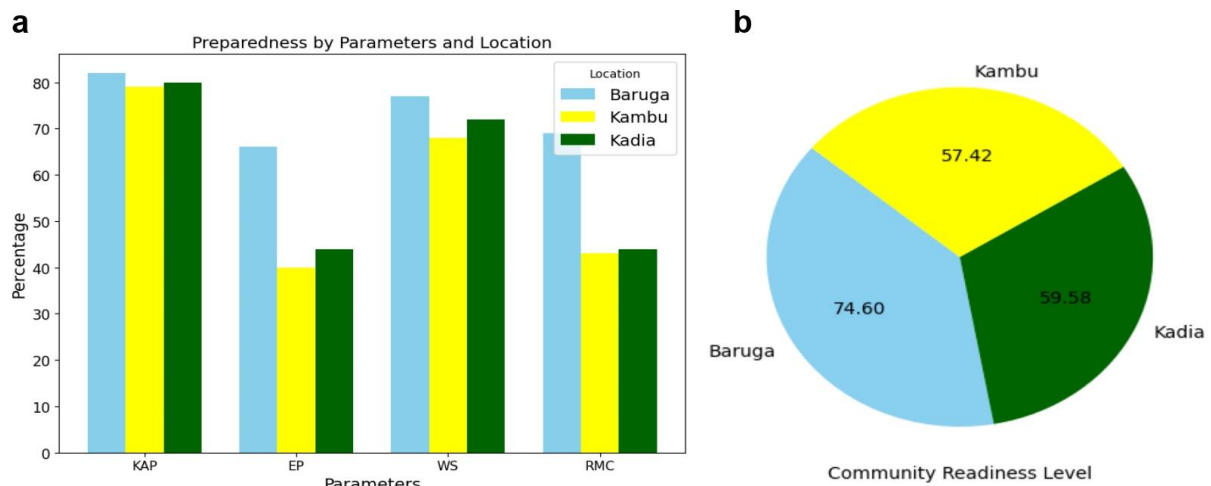 a
b
Preparedness by Parameters and Location
Location
Baruga
Kambu
Kadia
Percentage
80
70
60
50
40
30
20
10
0
KAP EP WS RMC
Parameters
Kambu
57.42
74.60
59.58
Baruga
Kadia
Community Readiness Level